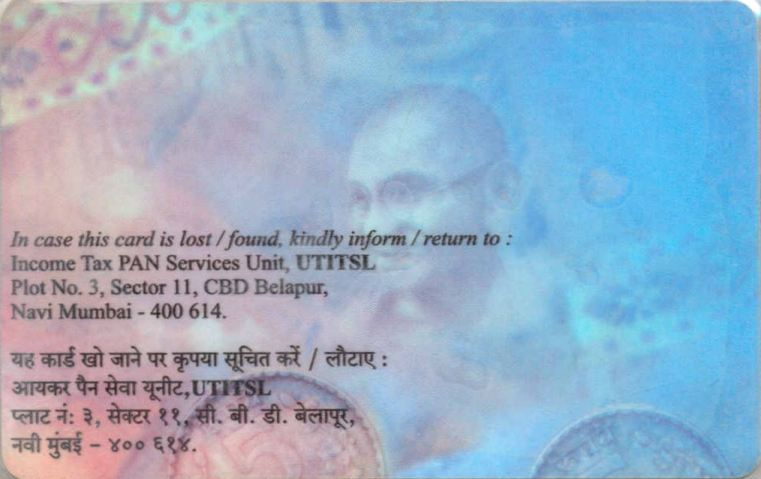 In case this card is lost / found, kindly inform / return to :
Income Tax PAN Services Unit, UTITSL
Plot No. 3, Sector 11, CBD Belapur,
Navi Mumbai - 400 614.
यह कार्ड खो जाने पर कृपया सूचित करें / लौटाए :
आयकर पैन सेवा यूनीट,UTITSL
प्लाट नं: ३, सेक्टर ११, सी. बी. डी. बेलापूर,
नवी मुंबई - ४०० ६१४.